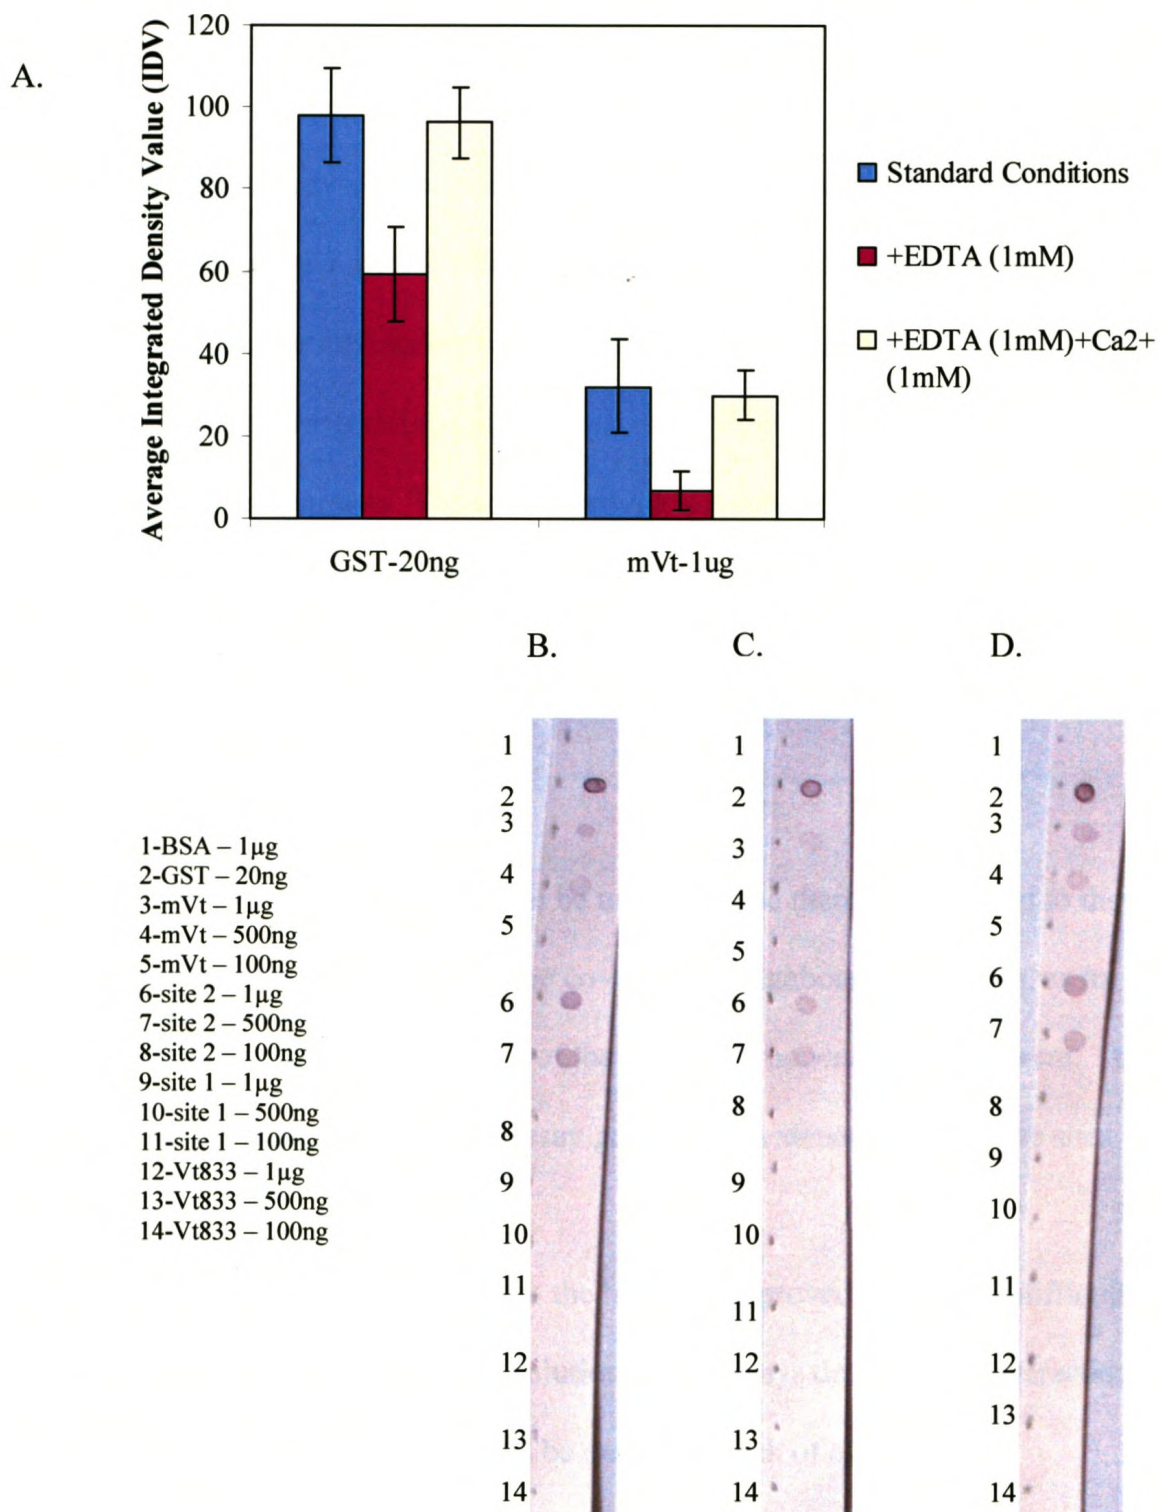 A.
Average Integrated Density Value (IDV)
120
100
80
60
40
20
0
GST-20ng
mVt-1ug
Standard Conditions
+EDTA (1mM)
+EDTA (1mM)+Ca2+
(1mM)
B.
C.
D.
1-BSA – 1µg
2-GST – 20ng
3-mVt – 1µg
4-mVt – 500ng
5-mVt – 100ng
6-site 2 – 1µg
7-site 2 – 500ng
8-site 2 – 100ng
9-site 1 – 1µg
10-site 1 – 500ng
11-site 1 – 100ng
12-Vt833 – 1µg
13-Vt833 – 500ng
14-Vt833 – 100ng
1
2
3
4
5
6
7
8
9
10
11
12
13
14
1
2
3
4
5
6
7
8
9
10
11
12
13
14
1
2
3
4
5
6
7
8
9
10
11
12
13
14